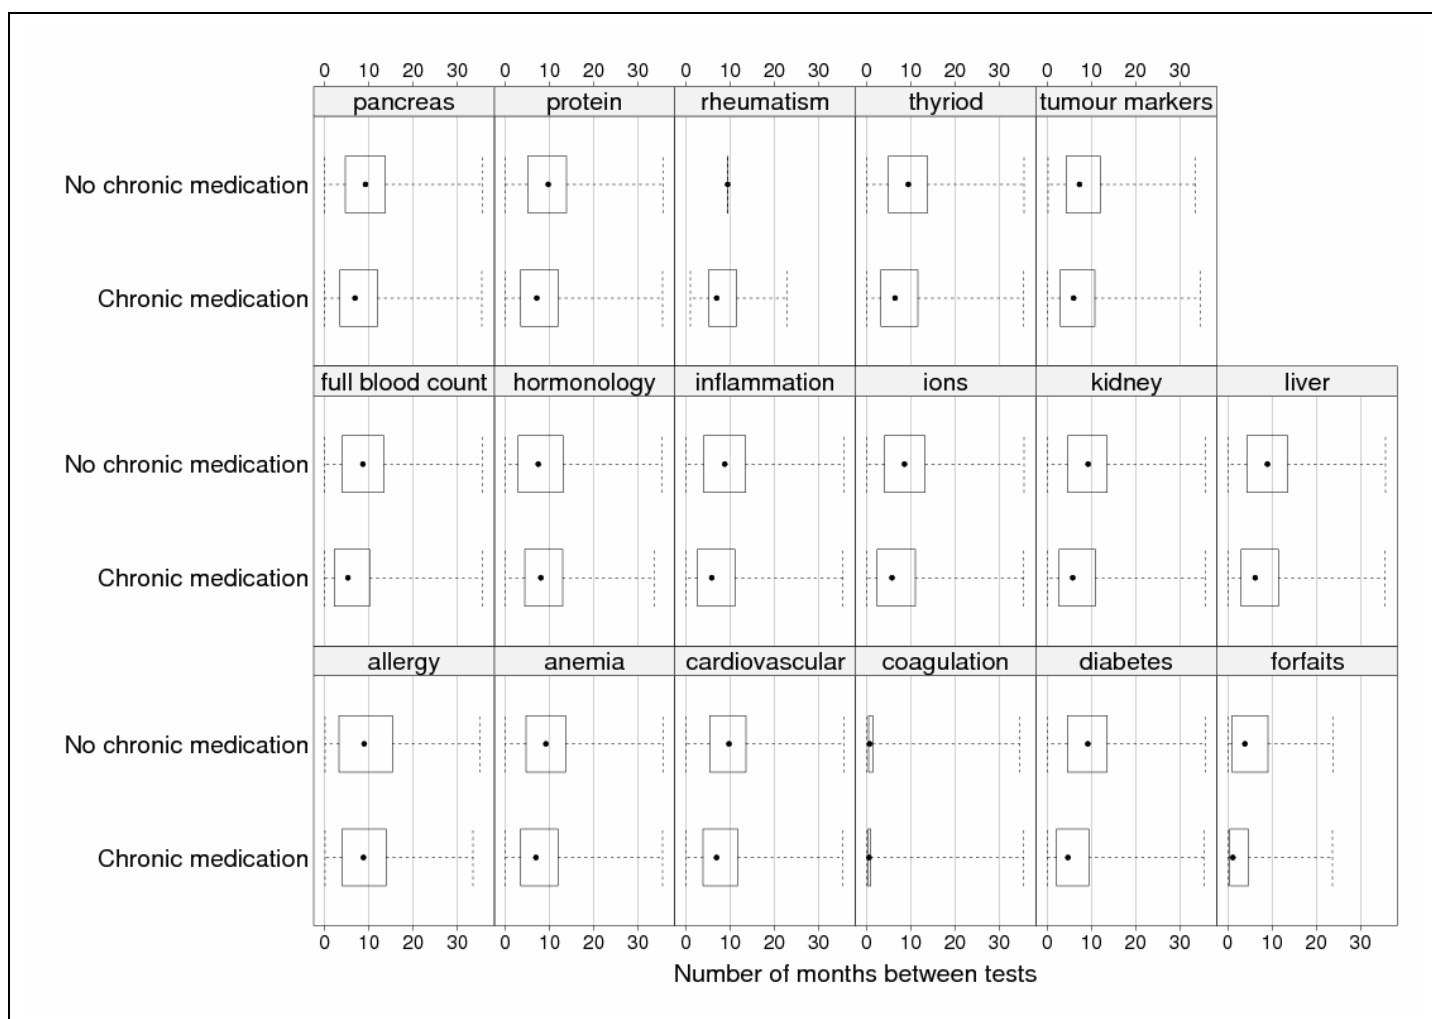 0 10 20 30 0 10 20 30 0 10 20 30 0 10 20 30 0 10 20 30
pancreas protein rheumatism thyriod tumour markers
No chronic medication
Chronic medication
full blood count hormonology inflammation ions kidney liver
No chronic medication
Chronic medication
allergy anemia cardiovascular coagulation diabetes forfaits
No chronic medication
Chronic medication
0 10 20 30 0 10 20 30 0 10 20 30 0 10 20 30 0 10 20 30 0 10 20 30
Number of months between tests